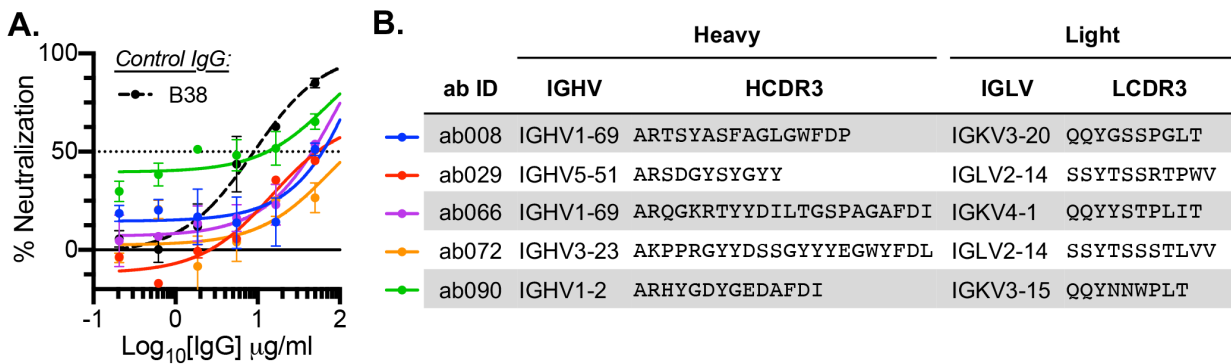 A.
% Neutralization
100
50
0
-1 0 1 2
Log10[IgG] μg/ml
Control IgG:
B38
B.
Heavy Light
ab ID IGHV HCDR3 IGLV LCDR3
ab008 IGHV1-69 ARTSYASFAGLGWFDP IGKV3-20 QQYGSSPGLT
ab029 IGHV5-51 ARSDGYSYGYY IGLV2-14 SSYTSSRTPWV
ab066 IGHV1-69 ARQGKRTYYDILTGSPAGAFDI IGKV4-1 QQYYSTPLIT
ab072 IGHV3-23 AKPPRGYYDSSGYYYEGWYFDL IGLV2-14 SSYTSSSTLVV
ab090 IGHV1-2 ARHYGDYGEDAFDI IGKV3-15 QQYNNWPLT